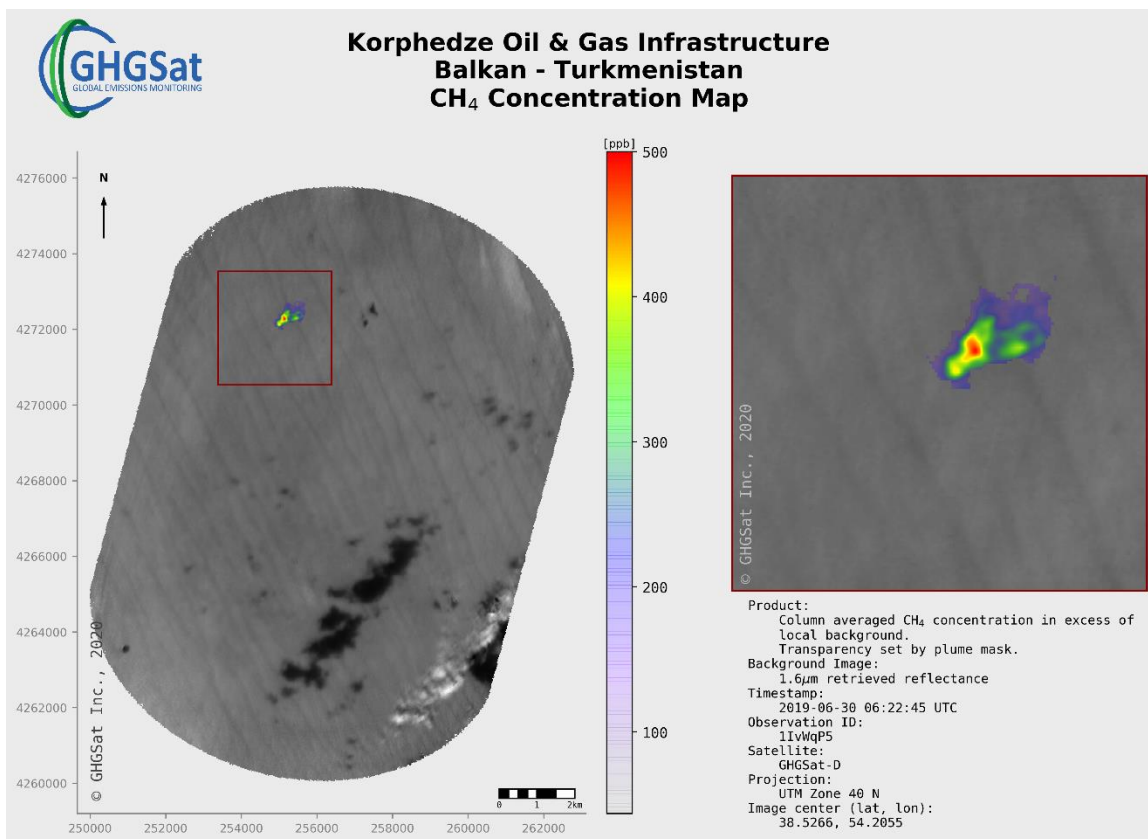 GHGSat
GLOBAL EMISSIONS MONITORING
Korphedze Oil & Gas Infrastructure
Balkan - Turkmenistan
CH₄ Concentration Map
4276000
4274000
4272000
4270000
4268000
4266000
4264000
4262000
4260000
N
© GHGSat Inc., 2020
0 1 2km
250000 252000 254000 256000 258000 260000 262000
[ppb]
500
400
300
200
100
© GHGSat Inc., 2020
Product:
Column averaged CH₄ concentration in excess of
local background.
Transparency set by plume mask.
Background Image:
1.6μm retrieved reflectance
Timestamp:
2019-06-30 06:22:45 UTC
Observation ID:
1IvWqP5
Satellite:
GHGSat-D
Projection:
UTM Zone 40 N
Image center (lat, lon):
38.5266, 54.2055